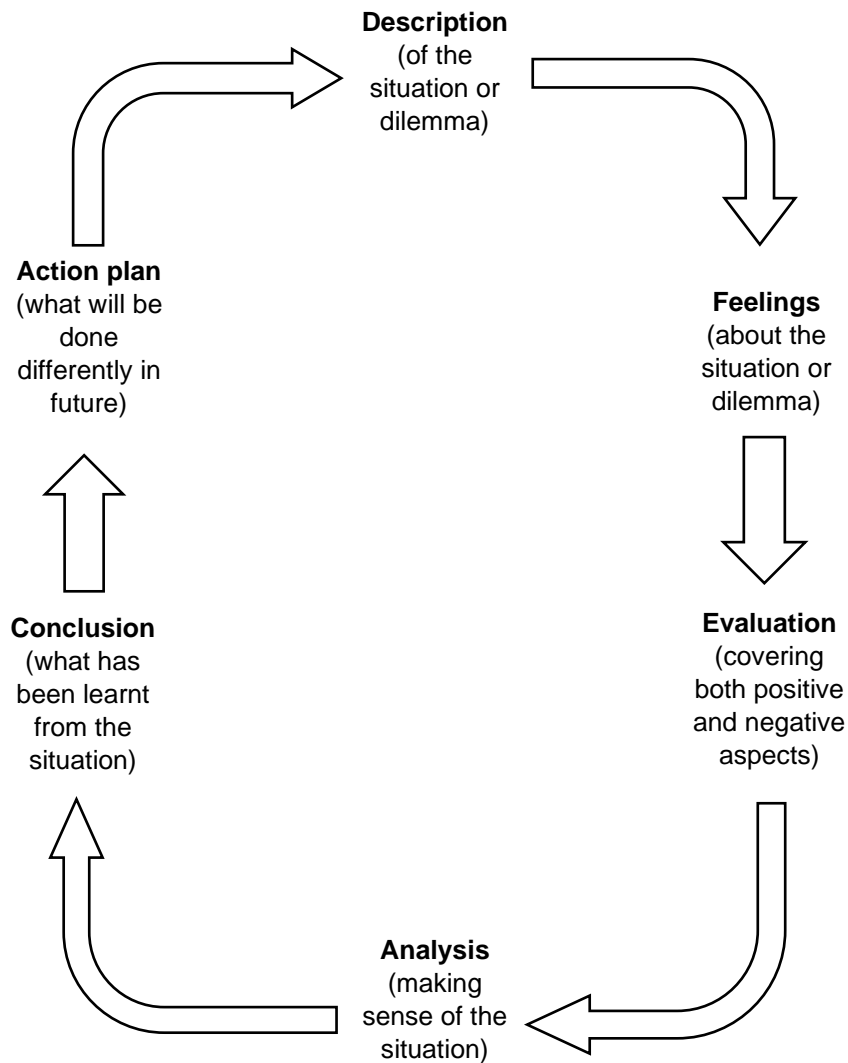 Description
(of the
situation or
dilemma)
Feelings
(about the
situation or
dilemma)
Evaluation
(covering
both positive
and negative
aspects)
Analysis
(making
sense of the
situation)
Conclusion
(what has
been learnt
from the
situation)
Action plan
(what will be
done
differently in
future)